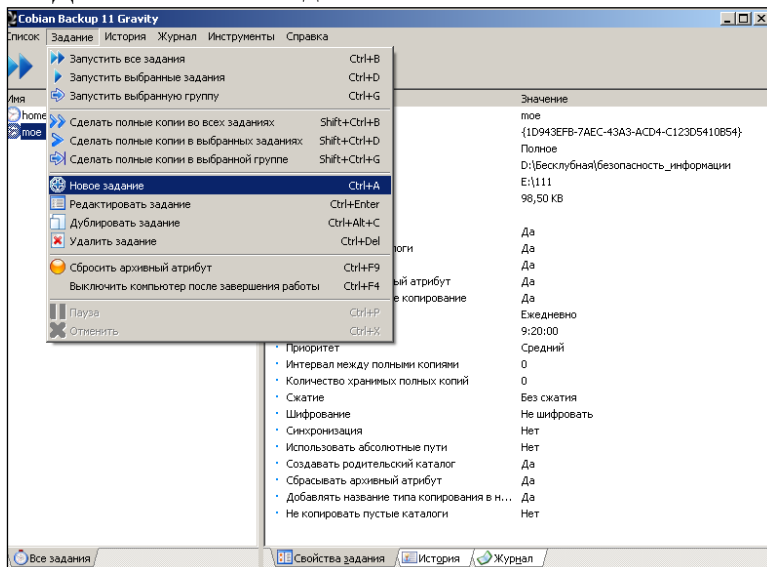 Cobian Backup 11 Gravity
Список Задание История Журнал Инструменты Справка
Запустить все задания Ctrl+B
Запустить выбранные задания Ctrl+D
Запустить выбранную группу Ctrl+G
Сделать полные копии во всех заданиях Shift+Ctrl+B
Сделать полные копии в выбранных заданиях Shift+Ctrl+D
Сделать полные копии в выбранной группе Shift+Ctrl+G
Новое задание Ctrl+A
Редактировать задание Ctrl+Enter
Дублировать задание Ctrl+Alt+C
Удалить задание Ctrl+Del
Сбросить архивный атрибут Ctrl+F9
Выключить компьютер после завершения работы Ctrl+F4
Пауза Ctrl+P
Отменить Ctrl+X
Имя
home
moe
Значение
moe
{1D943EFB-7AEC-43A3-ACD4-C123D5410B54}
Полное
D:\Бесклубная\безопасность_информации
E:\111
98,50 KB
Да
логи Да
Да
ый атрибут Да
е копирование Да
Ежедневно
9:20:00
Приоритет Средний
Интервал между полными копиями 0
Количество хранимых полных копий 0
Сжатие Без сжатия
Шифрование Не шифровать
Синхронизация Нет
Использовать абсолютные пути Нет
Создавать родительский каталог Да
Сбрасывать архивный атрибут Да
Добавлять название типа копирования в н... Да
Не копировать пустые каталоги Нет
Все задания Свойства задания История Журнал